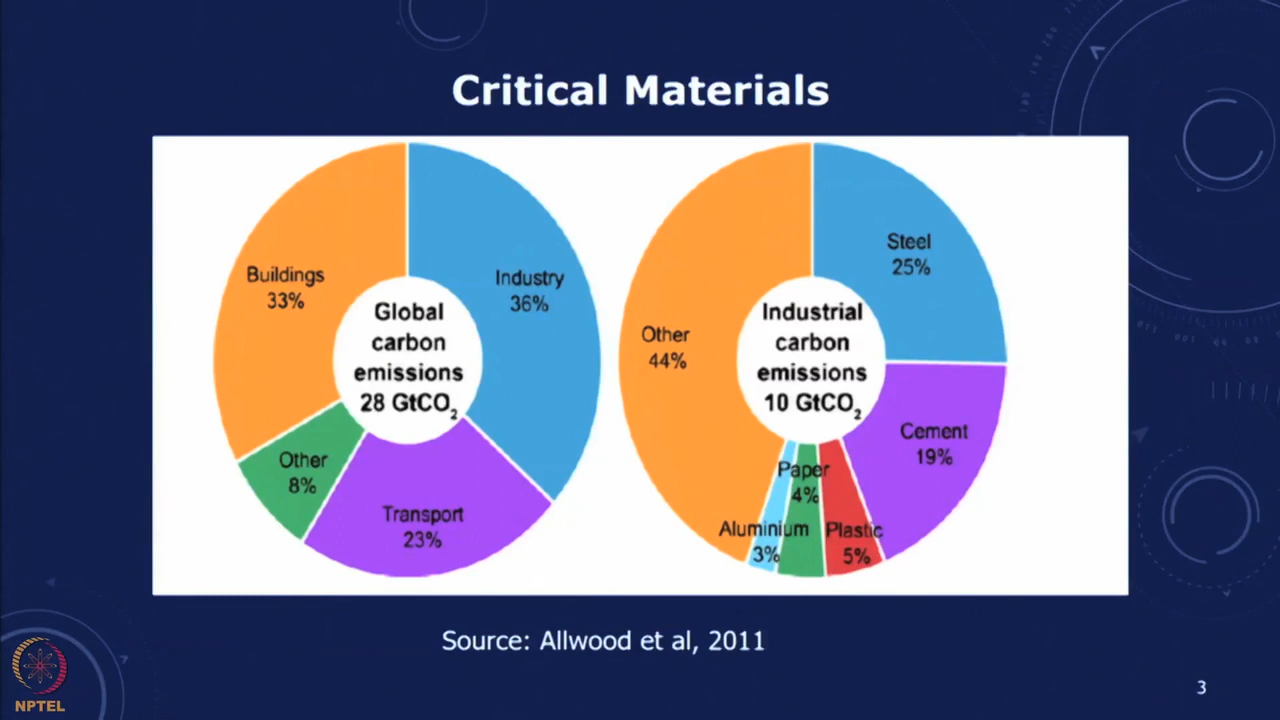 Critical Materials
Buildings
33%
Industry
36%
Global
carbon
emissions
28 GtCO₂
Other
8%
Transport
23%
Steel
25%
Other
44%
Industrial
carbon
emissions
10 GtCO₂
Cement
19%
Paper
4%
Aluminium
3%
Plastic
5%
Source: Allwood et al, 2011
3
NPTEL